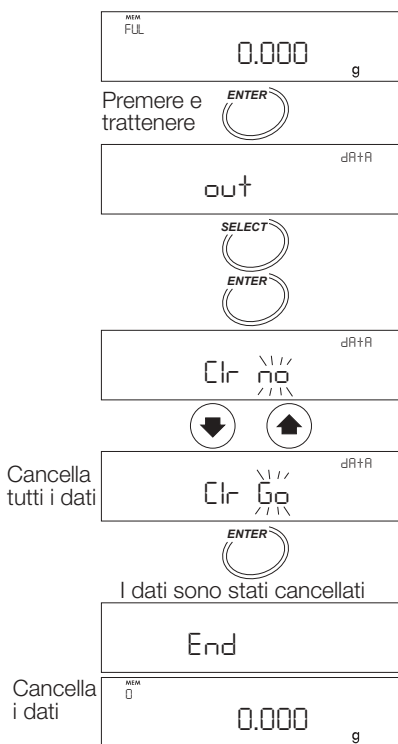 MEM
FUL
0.000
g
Premere e
trattenere
ENTER
dAtA
out
SELECT
ENTER
dAtA
Clr no
dAtA
Cancella
tutti i dati
Clr Go
ENTER
I dati sono stati cancellati
End
Cancella
i dati
MEM
0
0.000
g